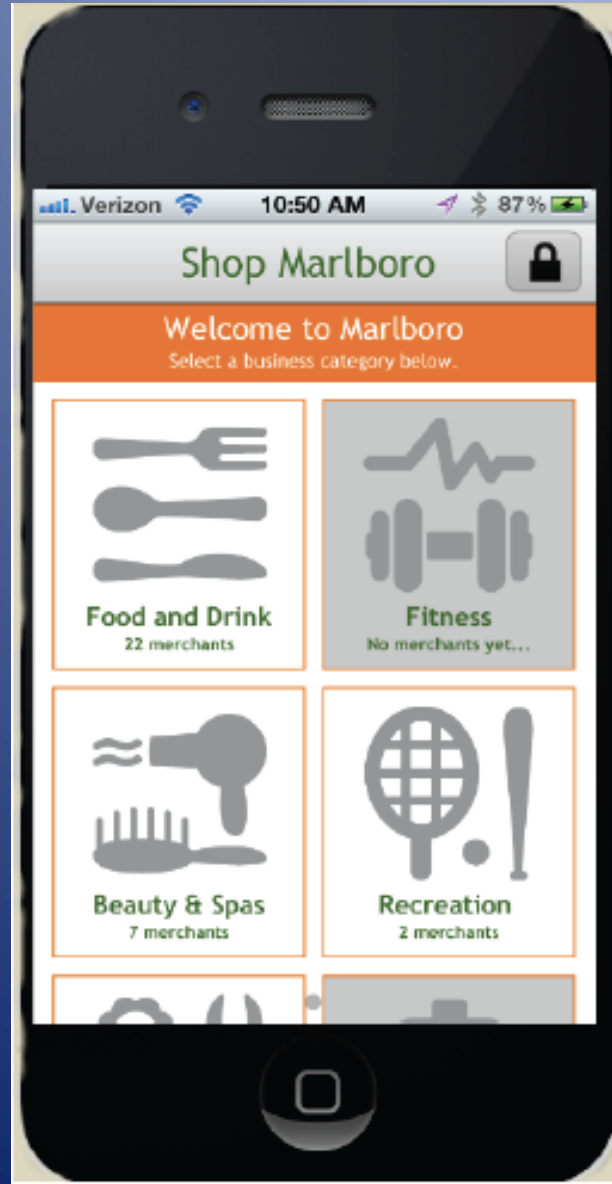 Verizon 10:50 AM 87%
Shop Marlboro
Welcome to Marlboro
Select a business category below.
Food and Drink
22 merchants
Fitness
No merchants yet...
Beauty & Spas
7 merchants
Recreation
2 merchants